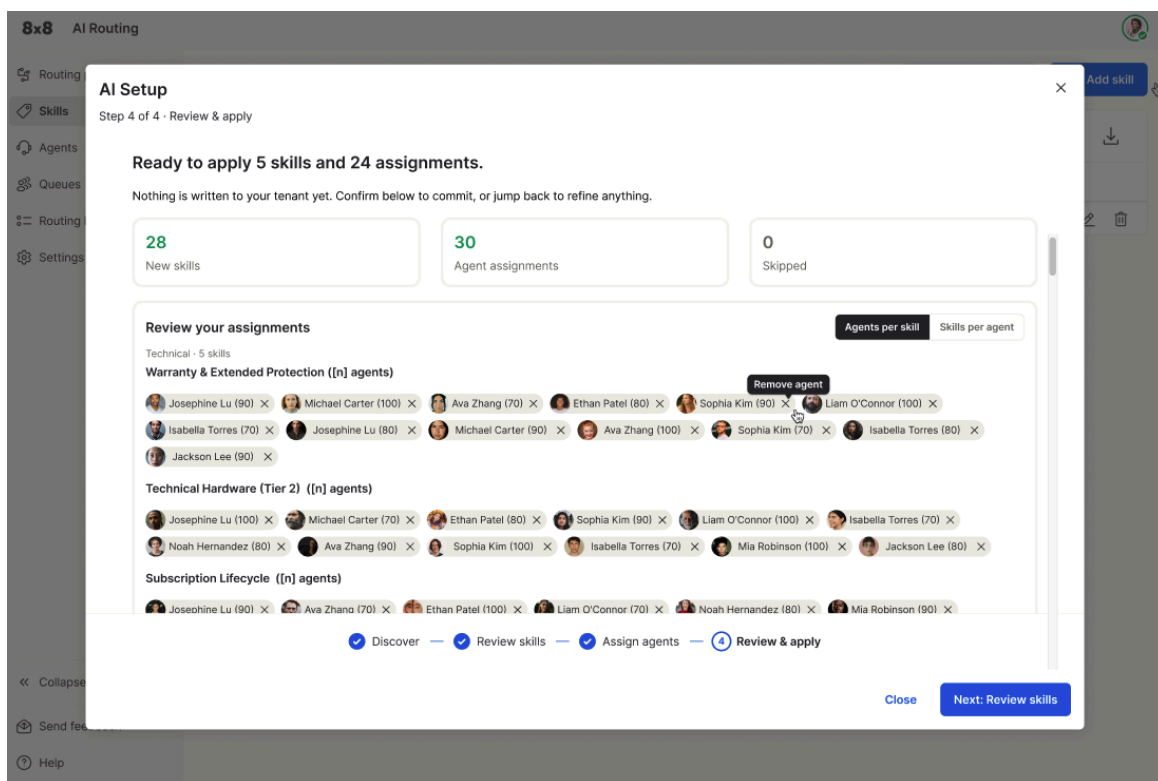 8x8 AI Routing
Routing
Add skill
AI Setup
Skills
Step 4 of 4 · Review & apply
Agents
Ready to apply 5 skills and 24 assignments.
Queues
Nothing is written to your tenant yet. Confirm below to commit, or jump back to refine anything.
Routing
28
30
0
New skills
Agent assignments
Skipped
Settings
Review your assignments
Agents per skill Skills per agent
Technical · 5 skills
Warranty & Extended Protection ([n] agents)
Remove agent
Josephine Lu (90) Michael Carter (100) Ava Zhang (70) Ethan Patel (80) Sophia Kim (90) Liam O'Connor (100)
Isabella Torres (70) Josephine Lu (80) Michael Carter (90) Ava Zhang (100) Sophia Kim (70) Isabella Torres (80)
Jackson Lee (90)
Technical Hardware (Tier 2) ([n] agents)
Josephine Lu (100) Michael Carter (70) Ethan Patel (80) Sophia Kim (90) Liam O'Connor (100) Isabella Torres (70)
Noah Hernandez (80) Ava Zhang (90) Sophia Kim (100) Isabella Torres (70) Mia Robinson (100) Jackson Lee (80)
Subscription Lifecycle ([n] agents)
Josephine Lu (90) Ava Zhang (70) Ethan Patel (100) Liam O'Connor (70) Noah Hernandez (80) Mia Robinson (90)
Discover Review skills Assign agents 4 Review & apply
Collapse
Close Next: Review skills
Send
Help